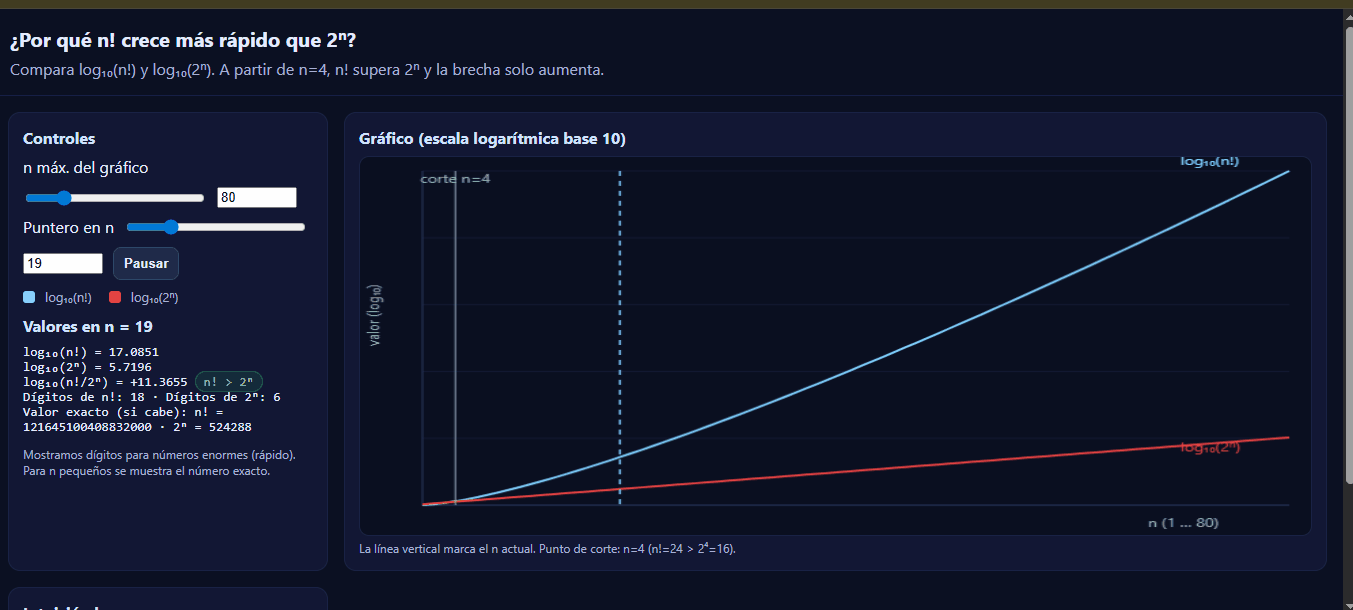 ¿Por qué n! crece más rápido que 2ⁿ?
Compara log₁₀(n!) y log₁₀(2ⁿ). A partir de n=4, n! supera 2ⁿ y la brecha solo aumenta.
Controles
n máx. del gráfico
80
Puntero en n
19
Pausar
log₁₀(n!)
log₁₀(2ⁿ)
Valores en n = 19
log₁₀(n!) = 17.0851
log₁₀(2ⁿ) = 5.7196
log₁₀(n!/2ⁿ) = +11.3655 n! > 2ⁿ
Dígitos de n!: 18 · Dígitos de 2ⁿ: 6
Valor exacto (si cabe): n! =
121645100408832000 · 2ⁿ = 524288
Mostramos dígitos para números enormes (rápido).
Para n pequeños se muestra el número exacto.
Gráfico (escala logarítmica base 10)
log₁₀(n!)
corte n=4
valor (log₁₀)
log₁₀(2ⁿ)
n (1 … 80)
La línea vertical marca el n actual. Punto de corte: n=4 (n!=24 > 2⁴=16).